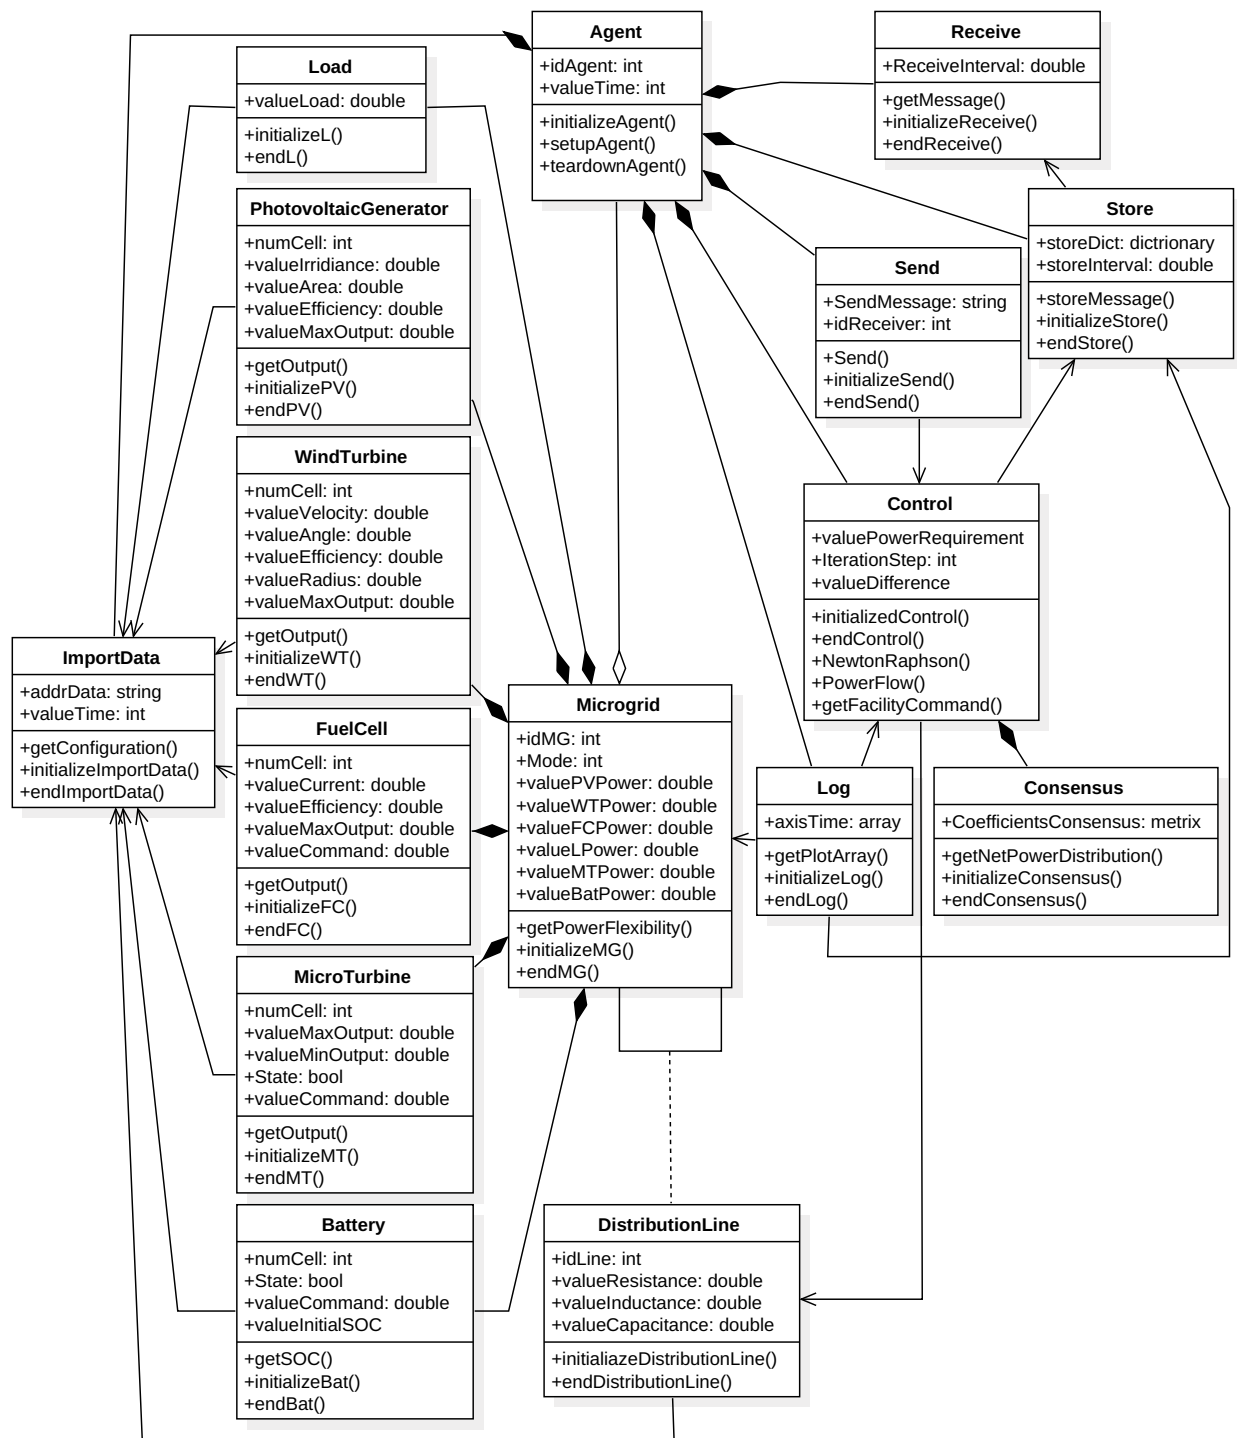 Agent
+idAgent: int
+valueTime: int
+initializeAgent()
+setupAgent()
+teardownAgent()
Receive
+ReceiveInterval: double
+getMessage()
+initializeReceive()
+endReceive()
Load
+valueLoad: double
+initializeL()
+endL()
PhotovoltaicGenerator
+numCell: int
+valueIrridiance: double
+valueArea: double
+valueEfficiency: double
+valueMaxOutput: double
+getOutput()
+initializePV()
+endPV()
Store
+storeDict: dictrionary
+storeInterval: double
+storeMessage()
+initializeStore()
+endStore()
Send
+SendMessage: string
+idReceiver: int
+Send()
+initializeSend()
+endSend()
WindTurbine
+numCell: int
+valueVelocity: double
+valueAngle: double
+valueEfficiency: double
+valueRadius: double
+valueMaxOutput: double
+getOutput()
+initializeWT()
+endWT()
Control
+valuePowerRequirement
+IterationStep: int
+valueDifference
+initializedControl()
+endControl()
+NewtonRaphson()
+PowerFlow()
+getFacilityCommand()
ImportData
+addrData: string
+valueTime: int
+getConfiguration()
+initializeImportData()
+endImportData()
Microgrid
+idMG: int
+Mode: int
+valuePVPower: double
+valueWTPower: double
+valueFCPower: double
+valueLPower: double
+valueMTPower: double
+valueBatPower: double
+getPowerFlexibility()
+initializeMG()
+endMG()
FuelCell
+numCell: int
+valueCurrent: double
+valueEfficiency: double
+valueMaxOutput: double
+valueCommand: double
+getOutput()
+initializeFC()
+endFC()
Log
+axisTime: array
+getPlotArray()
+initializeLog()
+endLog()
Consensus
+CoefficientsConsensus: metrix
+getNetPowerDistribution()
+initializeConsensus()
+endConsensus()
MicroTurbine
+numCell: int
+valueMaxOutput: double
+valueMinOutput: double
+State: bool
+valueCommand: double
+getOutput()
+initializeMT()
+endMT()
Battery
+numCell: int
+State: bool
+valueCommand: double
+valueInitialSOC
+getSOC()
+initializeBat()
+endBat()
DistributionLine
+idLine: int
+valueResistance: double
+valueInductance: double
+valueCapacitance: double
+initialiazeDistributionLine()
+endDistributionLine()